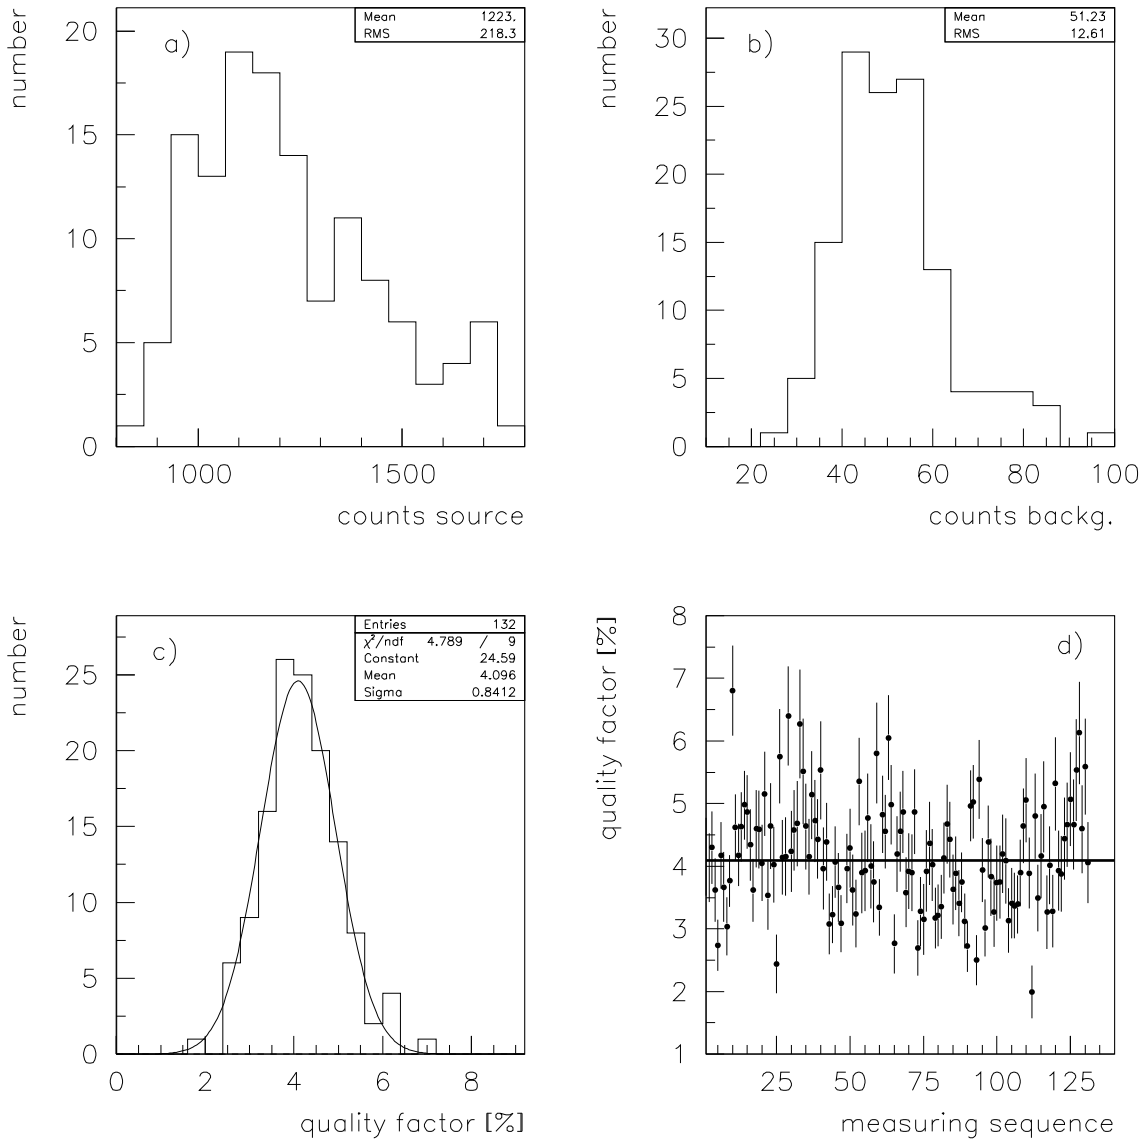 number
a)
Mean 1223.
RMS 218.3
20
15
10
5
0
1000 1500
counts source
number
b)
Mean 51.23
RMS 12.61
30
25
20
15
10
5
0
20 40 60 80 100
counts backg.
number
c)
Entries 132
χ²/ndf 4.789 / 9
Constant 24.59
Mean 4.096
Sigma 0.8412
25
20
15
10
5
0
0 2 4 6 8
quality factor [%]
quality factor [%]
d)
8
7
6
5
4
3
2
1
25 50 75 100 125
measuring sequence